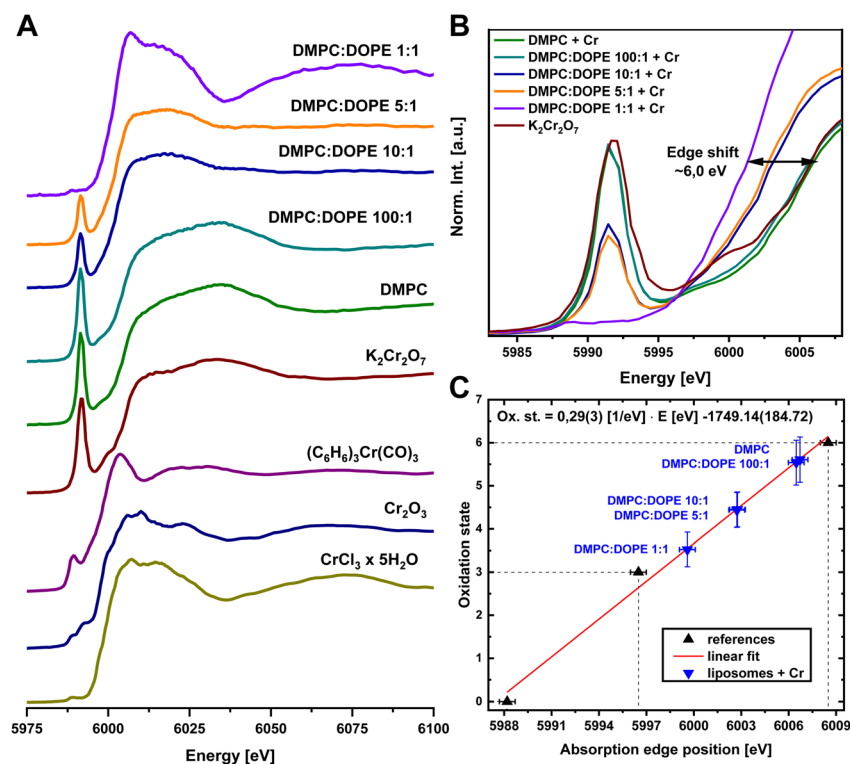 A
DMPC:DOPE 1:1
DMPC:DOPE 5:1
DMPC:DOPE 10:1
DMPC:DOPE 100:1
DMPC
K₂Cr₂O₇
(C₆H₆)₃Cr(CO)₃
Cr₂O₃
CrCl₃ x 5H₂O
5975 6000 6025 6050 6075 6100
Energy [eV]
B
DMPC + Cr
DMPC:DOPE 100:1 + Cr
DMPC:DOPE 10:1 + Cr
DMPC:DOPE 5:1 + Cr
DMPC:DOPE 1:1 + Cr
K₂Cr₂O₇
Edge shift
~6,0 eV
Norm. Int. [a.u.]
5985 5990 5995 6000 6005
Energy [eV]
C
Ox. st. = 0,29(3) [1/eV] · E [eV] -1749.14(184.72)
DMPC
DMPC:DOPE 100:1
DMPC:DOPE 10:1
DMPC:DOPE 5:1
DMPC:DOPE 1:1
references
linear fit
liposomes + Cr
Oxidation state
7
6
5
4
3
2
1
0
5988 5991 5994 5997 6000 6003 6006 6009
Absorption edge position [eV]